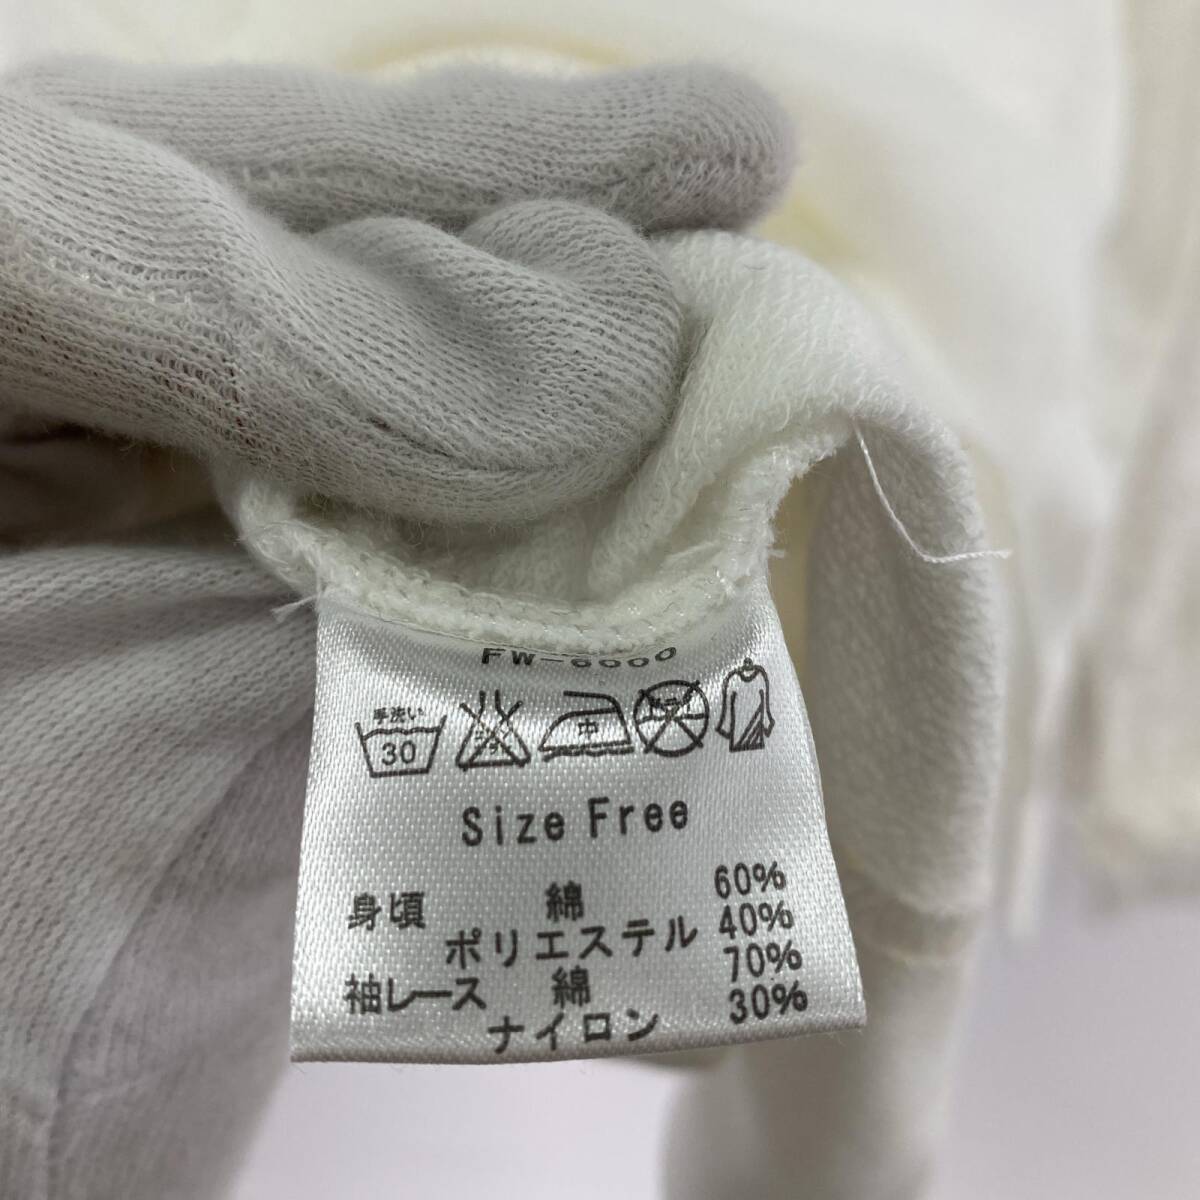 手洗い
30 中
Size Free
身頃 綿 60%
ポリエステル 40%
袖レース 綿 70%
ナイロン 30%